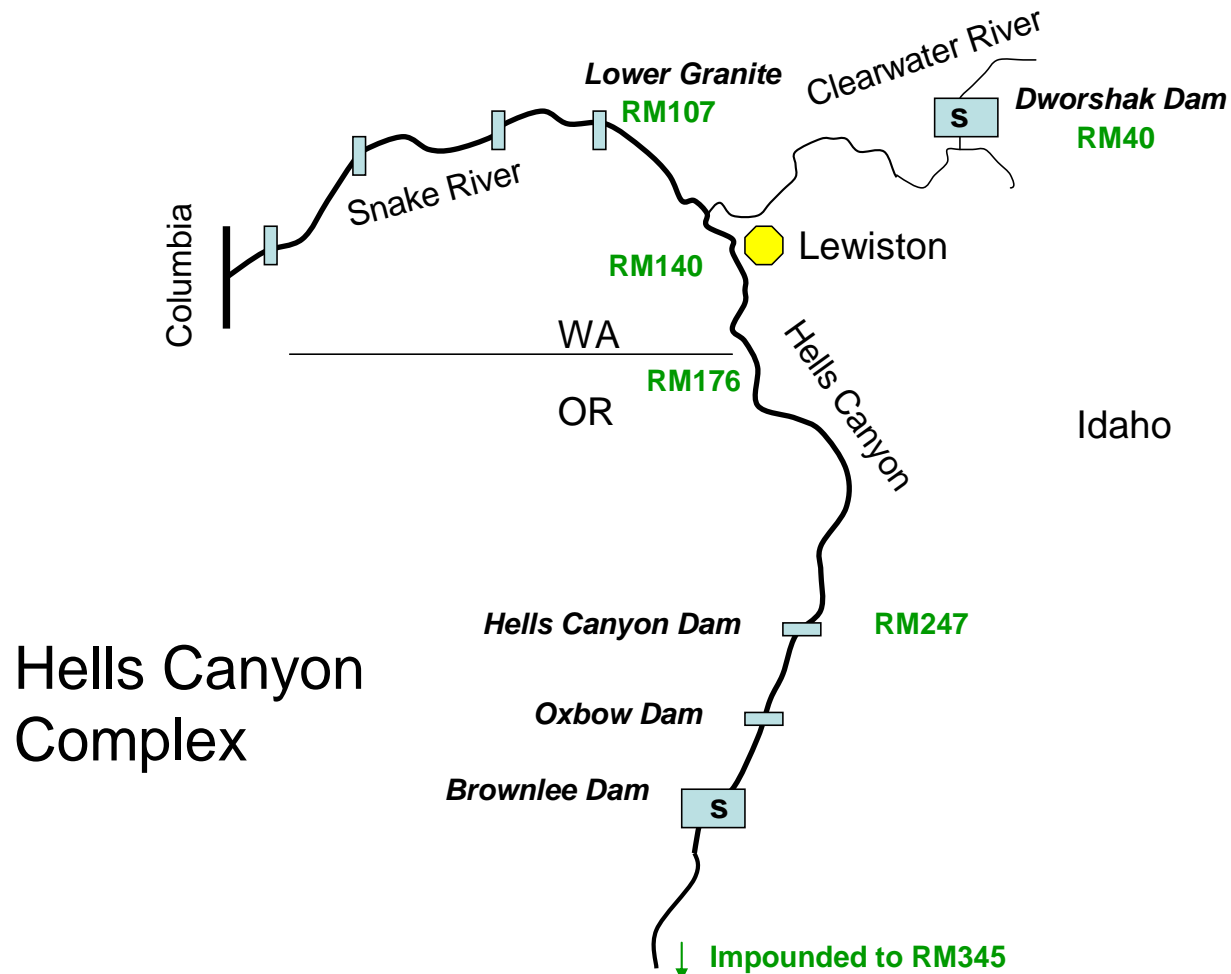 Clearwater River
Lower Granite
RM107
Dworshak Dam
S
RM40
Snake River
Columbia
Lewiston
RM140
WA
RM176
OR
Hells Canyon
Idaho
Hells Canyon Dam
RM247
Hells Canyon
Complex
Oxbow Dam
Brownlee Dam
S
Impounded to RM345